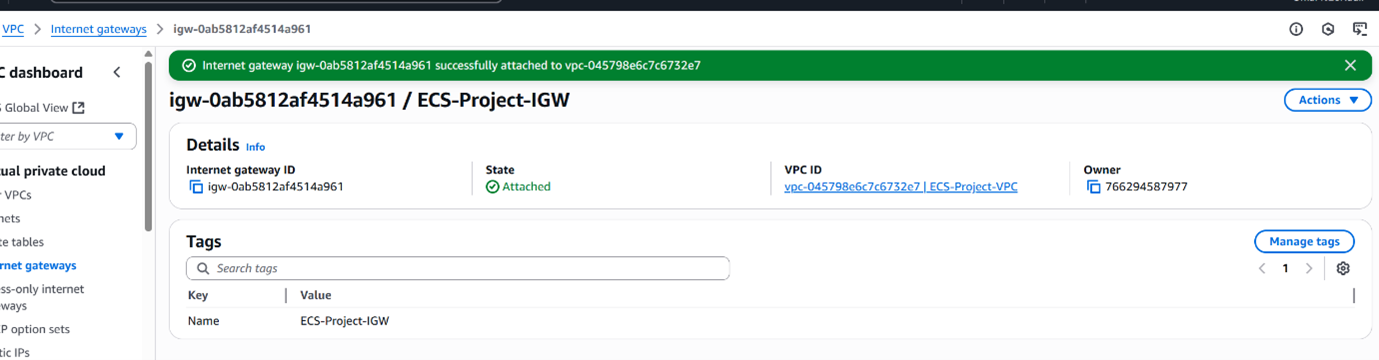 VPC > Internet gateways > igw-0ab5812af4514a961
C dashboard
Internet gateway igw-0ab5812af4514a961 successfully attached to vpc-045798e6c7c6732e7
igw-0ab5812af4514a961 / ECS-Project-IGW
Actions
Global View
ter by VPC
tual private cloud
r VPCs
nets
te tables
rnet gateways
ess-only internet
eways
P option sets
tic IPs
Details Info
Internet gateway ID
igw-0ab5812af4514a961
State
Attached
VPC ID
vpc-045798e6c7c6732e7 | ECS-Project-VPC
Owner
766294587977
Tags
Manage tags
Search tags
1
Key Value
Name ECS-Project-IGW